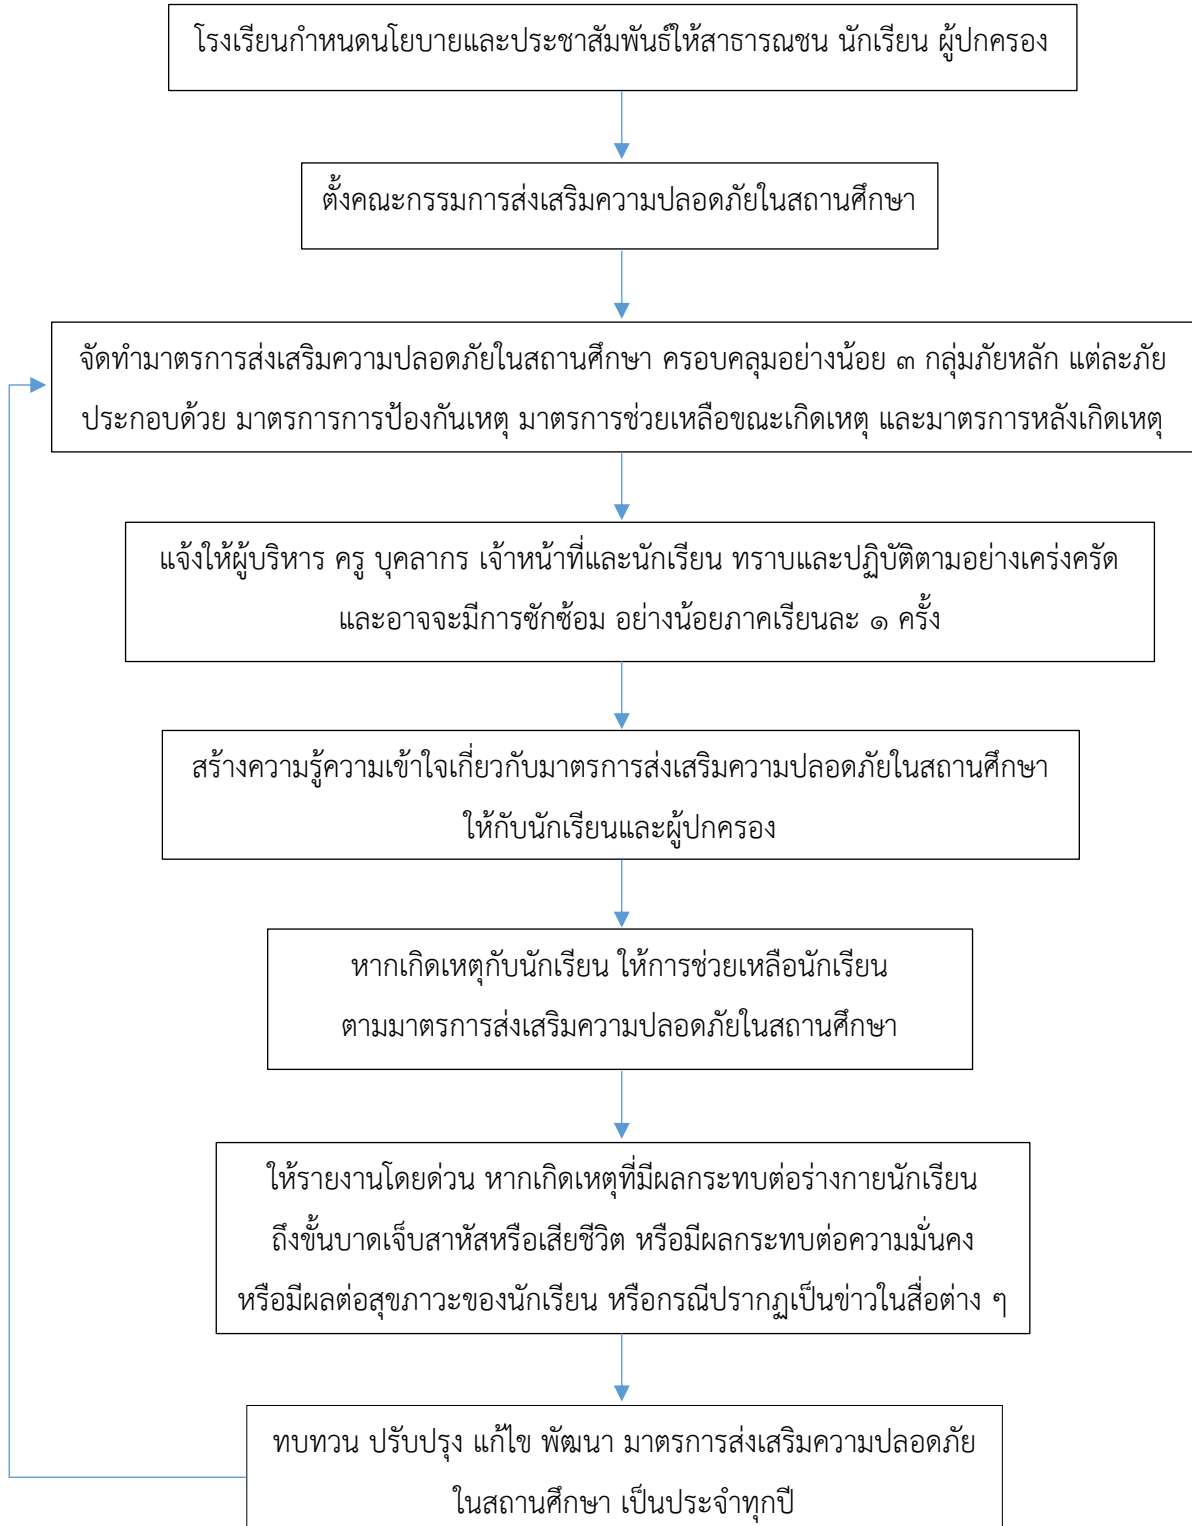 โรงเรียนกำหนดนโยบายและประชาสัมพันธ์ให้สาธารณชน นักเรียน ผู้ปกครอง
ตั้งคณะกรรมการส่งเสริมความปลอดภัยในสถานศึกษา
จัดทำมาตรการส่งเสริมความปลอดภัยในสถานศึกษา ครอบคลุมอย่างน้อย ๓ กลุ่มภัยหลัก แต่ละภัย
ประกอบด้วย มาตรการการป้องกันเหตุ มาตรการช่วยเหลือขณะเกิดเหตุ และมาตรการหลังเกิดเหตุ
แจ้งให้ผู้บริหาร ครู บุคลากร เจ้าหน้าที่และนักเรียน ทราบและปฏิบัติตามอย่างเคร่งครัด
และอาจจะมีการซักซ้อม อย่างน้อยภาคเรียนละ ๑ ครั้ง
สร้างความรู้ความเข้าใจเกี่ยวกับมาตรการส่งเสริมความปลอดภัยในสถานศึกษา
ให้กับนักเรียนและผู้ปกครอง
หากเกิดเหตุกับนักเรียน ให้การช่วยเหลือนักเรียน
ตามมาตรการส่งเสริมความปลอดภัยในสถานศึกษา
ให้รายงานโดยด่วน หากเกิดเหตุที่มีผลกระทบต่อร่างกายนักเรียน
ถึงขั้นบาดเจ็บสาหัสหรือเสียชีวิต หรือมีผลกระทบต่อความมั่นคง
หรือมีผลต่อสุขภาวะของนักเรียน หรือกรณีปรากฏเป็นข่าวในสื่อต่าง ๆ
ทบทวน ปรับปรุง แก้ไข พัฒนา มาตรการส่งเสริมความปลอดภัย
ในสถานศึกษา เป็นประจำทุกปี